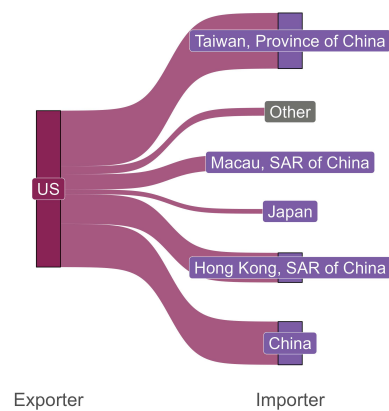 Taiwan, Province of China
Other
Macau, SAR of China
US
Japan
Hong Kong, SAR of China
China
Exporter
Importer